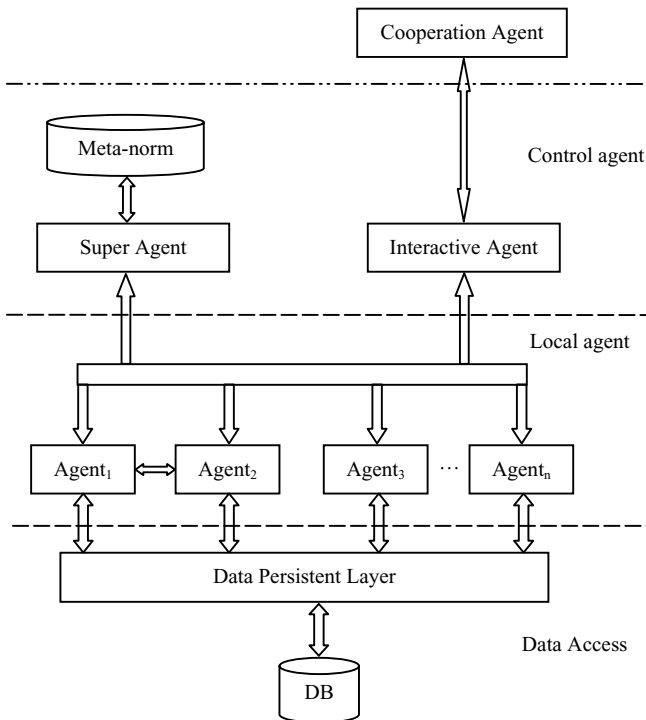 Cooperation Agent
Meta-norm
Control agent
Super Agent
Interactive Agent
Local agent
Agent₁
Agent₂
Agent₃
...
Agentₙ
Data Persistent Layer
Data Access
DB